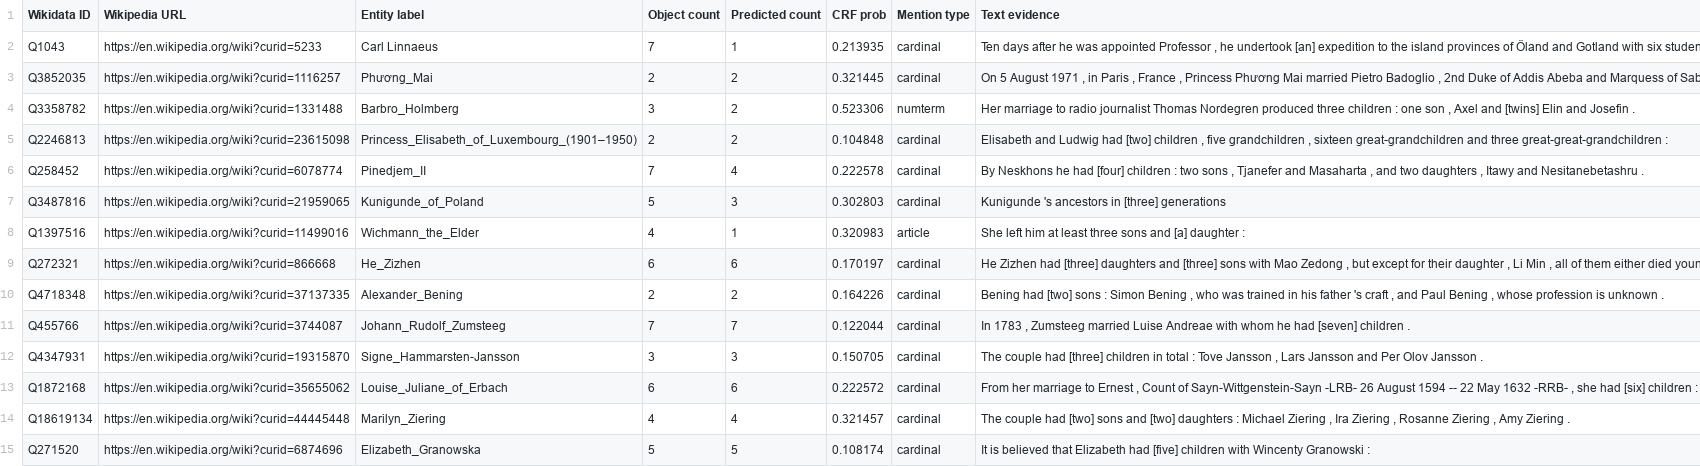 1 Wikidata ID Wikipedia URL Entity label Object count Predicted count CRF prob Mention type Text evidence
2 Q1043 https://en.wikipedia.org/wiki?curid=5233 Carl Linnaeus 7 1 0.213935 cardinal Ten days after he was appointed Professor , he undertook [an] expedition to the island provinces of Öland and Gotland with six studen
3 Q3852035 https://en.wikipedia.org/wiki?curid=1116257 Phương_Mai 2 2 0.321445 cardinal On 5 August 1971 , in Paris , France , Princess Phương Mai married Pietro Badoglio , 2nd Duke of Addis Abeba and Marquess of Sab
4 Q3358782 https://en.wikipedia.org/wiki?curid=1331488 Barbro_Holmberg 3 2 0.523306 numterm Her marriage to radio journalist Thomas Nordegren produced three children : one son , Axel and [twins] Elin and Josefin .
5 Q2246813 https://en.wikipedia.org/wiki?curid=23615098 Princess_Elisabeth_of_Luxembourg_(1901–1950) 2 2 0.104848 cardinal Elisabeth and Ludwig had [two] children , five grandchildren , sixteen great-grandchildren and three great-great-grandchildren :
6 Q258452 https://en.wikipedia.org/wiki?curid=6078774 Pinedjem_II 7 4 0.222578 cardinal By Neskhons he had [four] children : two sons , Tjanefer and Masaharta , and two daughters , Itawy and Nesitanebetashru .
7 Q3487816 https://en.wikipedia.org/wiki?curid=21959065 Kunigunde_of_Poland 5 3 0.302803 cardinal Kunigunde 's ancestors in [three] generations
8 Q1397516 https://en.wikipedia.org/wiki?curid=11499016 Wichmann_the_Elder 4 1 0.320983 article She left him at least three sons and [a] daughter :
9 Q272321 https://en.wikipedia.org/wiki?curid=866668 He_Zizhen 6 6 0.170197 cardinal He Zizhen had [three] daughters and [three] sons with Mao Zedong , but except for their daughter , Li Min , all of them either died youn
10 Q4718348 https://en.wikipedia.org/wiki?curid=37137335 Alexander_Bening 2 2 0.164226 cardinal Bening had [two] sons : Simon Bening , who was trained in his father 's craft , and Paul Bening , whose profession is unknown .
11 Q455766 https://en.wikipedia.org/wiki?curid=3744087 Johann_Rudolf_Zumsteeg 7 7 0.122044 cardinal In 1783 , Zumsteeg married Luise Andreae with whom he had [seven] children .
12 Q4347931 https://en.wikipedia.org/wiki?curid=19315870 Signe_Hammarsten-Jansson 3 3 0.150705 cardinal The couple had [three] children in total : Tove Jansson , Lars Jansson and Per Olov Jansson .
13 Q1872168 https://en.wikipedia.org/wiki?curid=35655062 Louise_Juliane_of_Erbach 6 6 0.222572 cardinal From her marriage to Ernest , Count of Sayn-Wittgenstein-Sayn -LRB- 26 August 1594 -- 22 May 1632 -RRB- , she had [six] children :
14 Q18619134 https://en.wikipedia.org/wiki?curid=44445448 Marilyn_Ziering 4 4 0.321457 cardinal The couple had [two] sons and [two] daughters : Michael Ziering , Ira Ziering , Rosanne Ziering , Amy Ziering .
15 Q271520 https://en.wikipedia.org/wiki?curid=6874696 Elizabeth_Granowska 5 5 0.108174 cardinal It is believed that Elizabeth had [five] children with Wincenty Granowski :